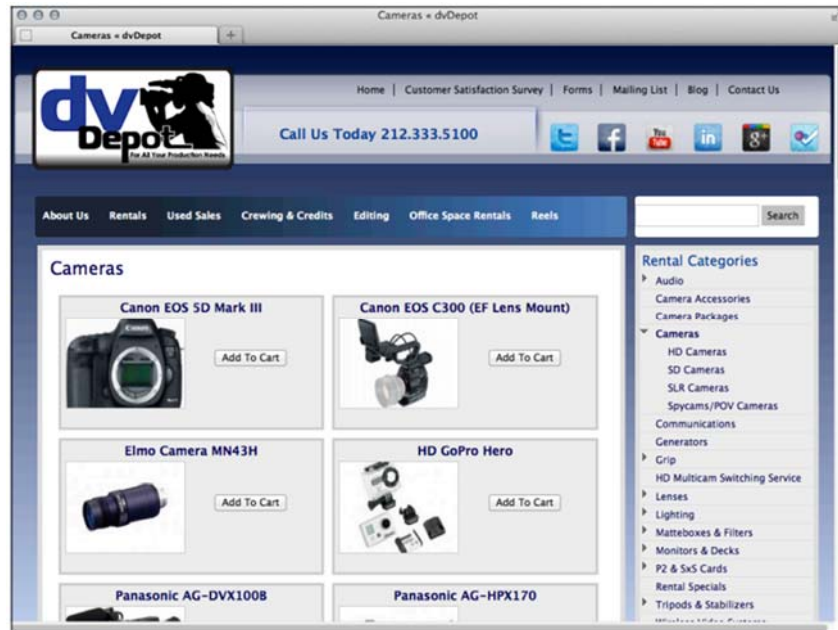 Cameras « dvDepot
Cameras « dvDepot
dv
Depot
For All Your Production Needs
Home | Customer Satisfaction Survey | Forms | Mailing List | Blog | Contact Us
Call Us Today 212.333.5100
You
Tube
in
g+
About Us Rentals Used Sales Crewing & Credits Editing Office Space Rentals Reels
Search
Cameras
Canon EOS 5D Mark III
Canon
Add To Cart
Canon EOS C300 (EF Lens Mount)
Add To Cart
Elmo Camera MN43H
Add To Cart
HD GoPro Hero
Add To Cart
Panasonic AG-DVX100B
Panasonic AG-HPX170
Rental Categories
Audio
Camera Accessories
Camera Packages
Cameras
HD Cameras
SD Cameras
SLR Cameras
Spycams/POV Cameras
Communications
Generators
Grip
HD Multicam Switching Service
Lenses
Lighting
Matteboxes & Filters
Monitors & Decks
P2 & SxS Cards
Rental Specials
Tripods & Stabilizers